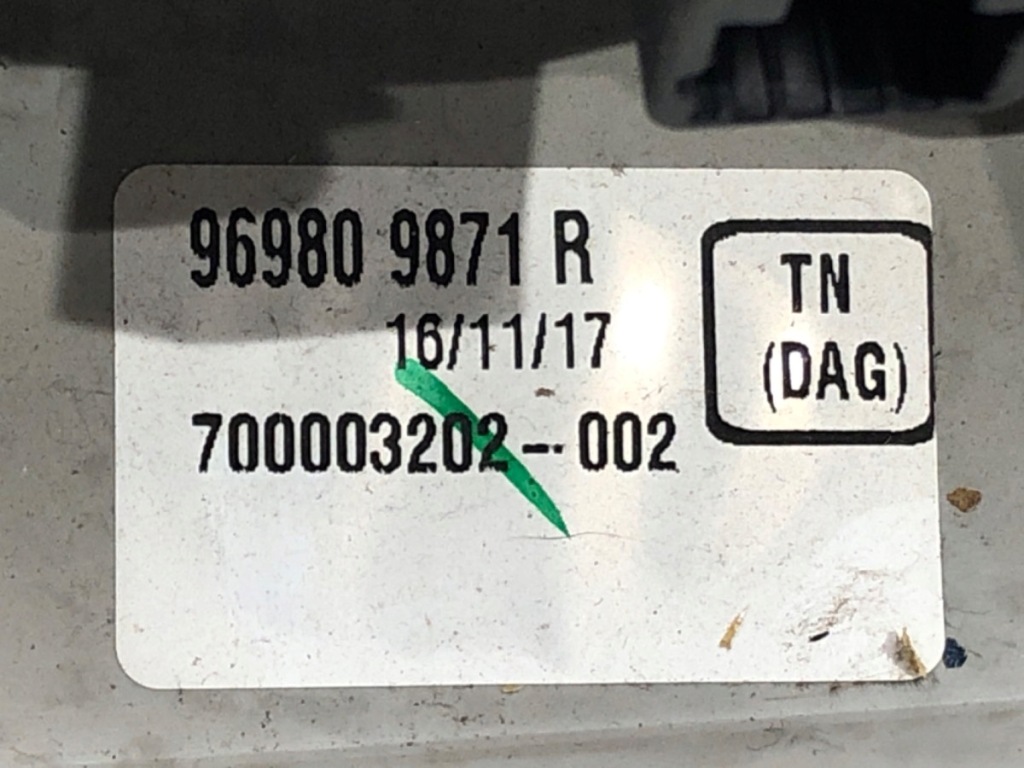 96980 9871 R
16/11/17
700003202-002
TN
(DAG)